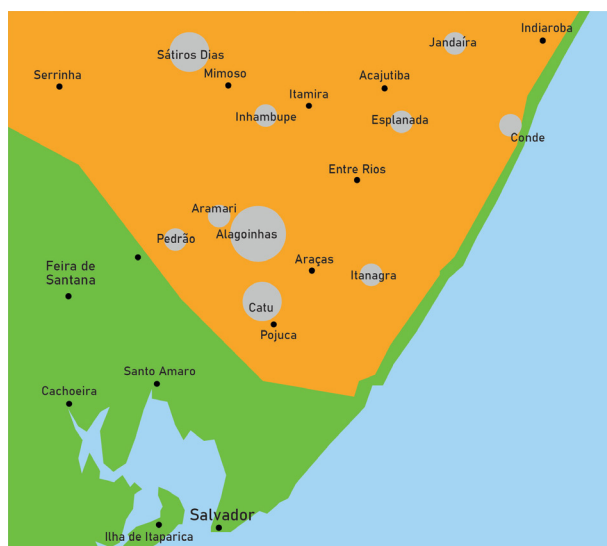 Indiaroba
Jandaíra
Sátiros Dias
Serrinha
Mimoso
Acajutiba
Itamira
Inhambupe
Esplanada
Conde
Entre Rios
Aramari
Pedrão
Alagoinhas
Araças
Feira de
Santana
Itanagra
Catu
Pojuca
Santo Amaro
Cachoeira
Salvador
Ilha de Itaparica